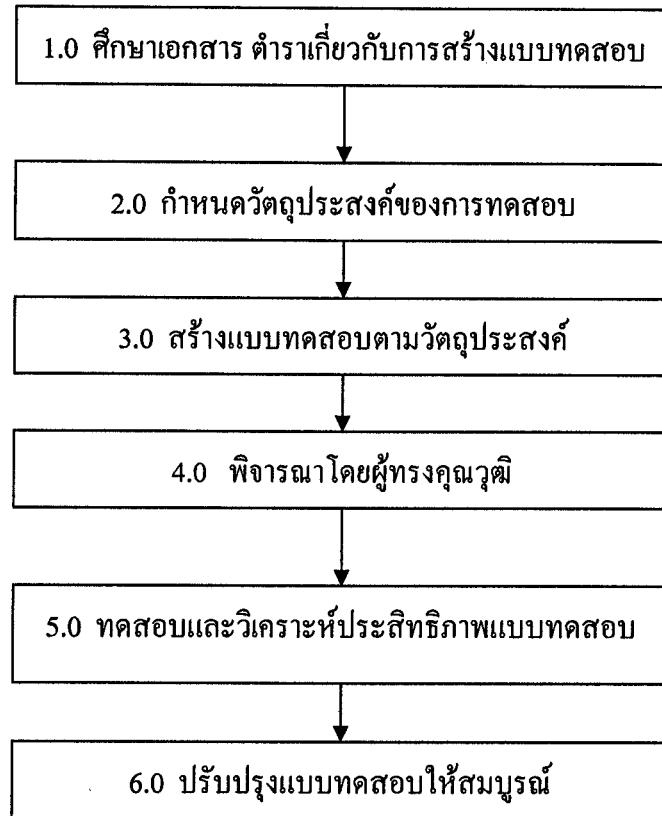 1.0 ศึกษาเอกสาร ตำราเกี่ยวกับการสร้างแบบทดสอบ
2.0 กำหนดวัตถุประสงค์ของการทดสอบ
3.0 สร้างแบบทดสอบตามวัตถุประสงค์
4.0 พิจารณาโดยผู้ทรงคุณวุฒิ
5.0 ทดสอบและวิเคราะห์ประสิทธิภาพแบบทดสอบ
6.0 ปรับปรุงแบบทดสอบให้สมบูรณ์